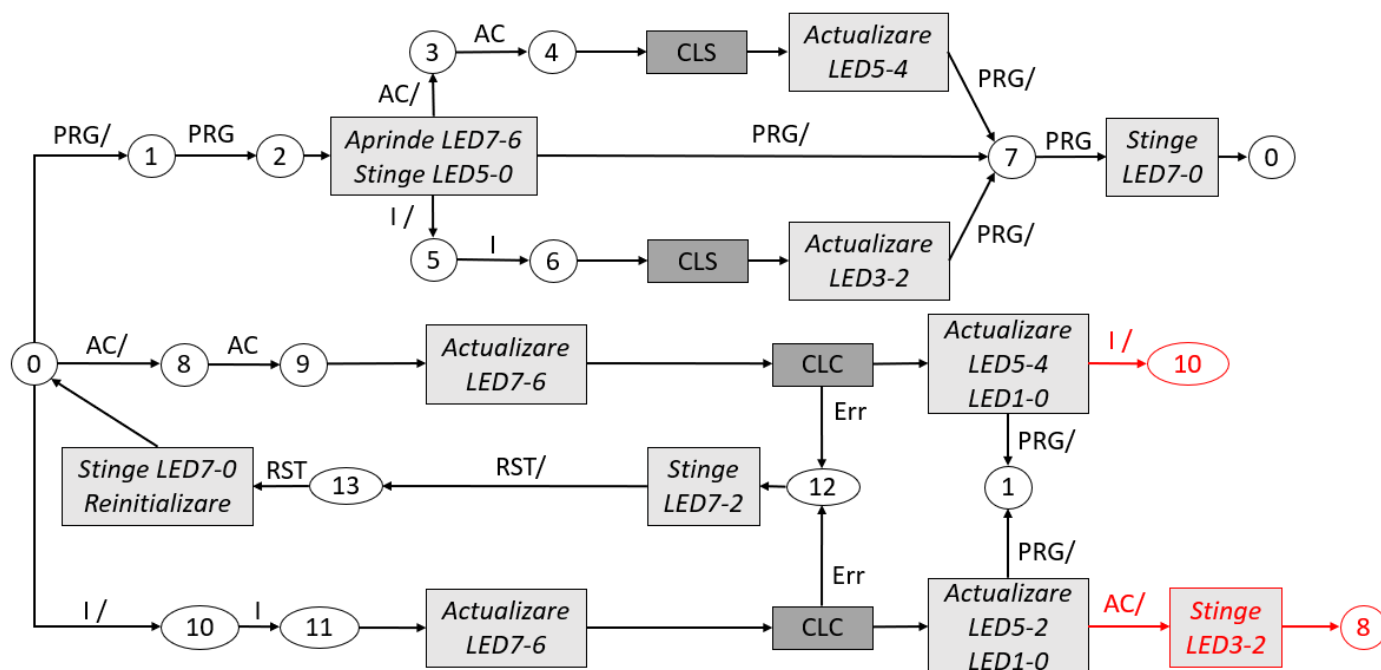 3
AC
4
CLS
Actualizare
LED5-4
PRG/
AC/
PRG/
1
PRG
2
Aprinde LED7-6
Stinge LED5-0
PRG/
7
PRG
Stinge
LED7-0
0
I /
5
I
6
CLS
Actualizare
LED3-2
PRG/
0
AC/
8
AC
9
Actualizare
LED7-6
CLC
Actualizare
LED5-4
LED1-0
I /
10
Err
PRG/
Stinge LED7-0
Reinitializare
RST
13
RST/
Stinge
LED7-2
12
1
Err
PRG/
I /
10
I
11
Actualizare
LED7-6
CLC
Actualizare
LED5-2
LED1-0
AC/
Stinge
LED3-2
8